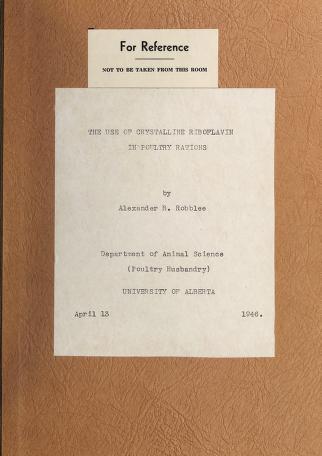 For Reference
NOT TO BE TAKEN FROM THIS ROOM
THE USE OF CRYSTALLINE RIBOFLAVIN
IN POULTRY RATIONS
by
Alexander R. Robblee
Department of Animal Science
(Poultry Husbandry)
UNIVERSITY OF ALBERTA
April 13 1946.